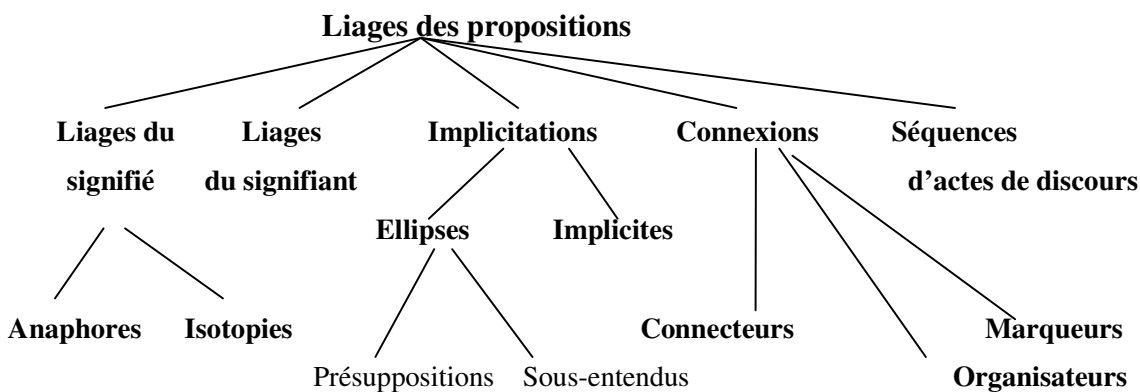 Liages des propositions
Liages du Liages Implicitations Connexions Séquences
signifié du signifiant d’actes de discours
Ellipses Implicites
Anaphores Isotopies Connecteurs Marqueurs
Présuppositions Sous-entendus Organisateurs